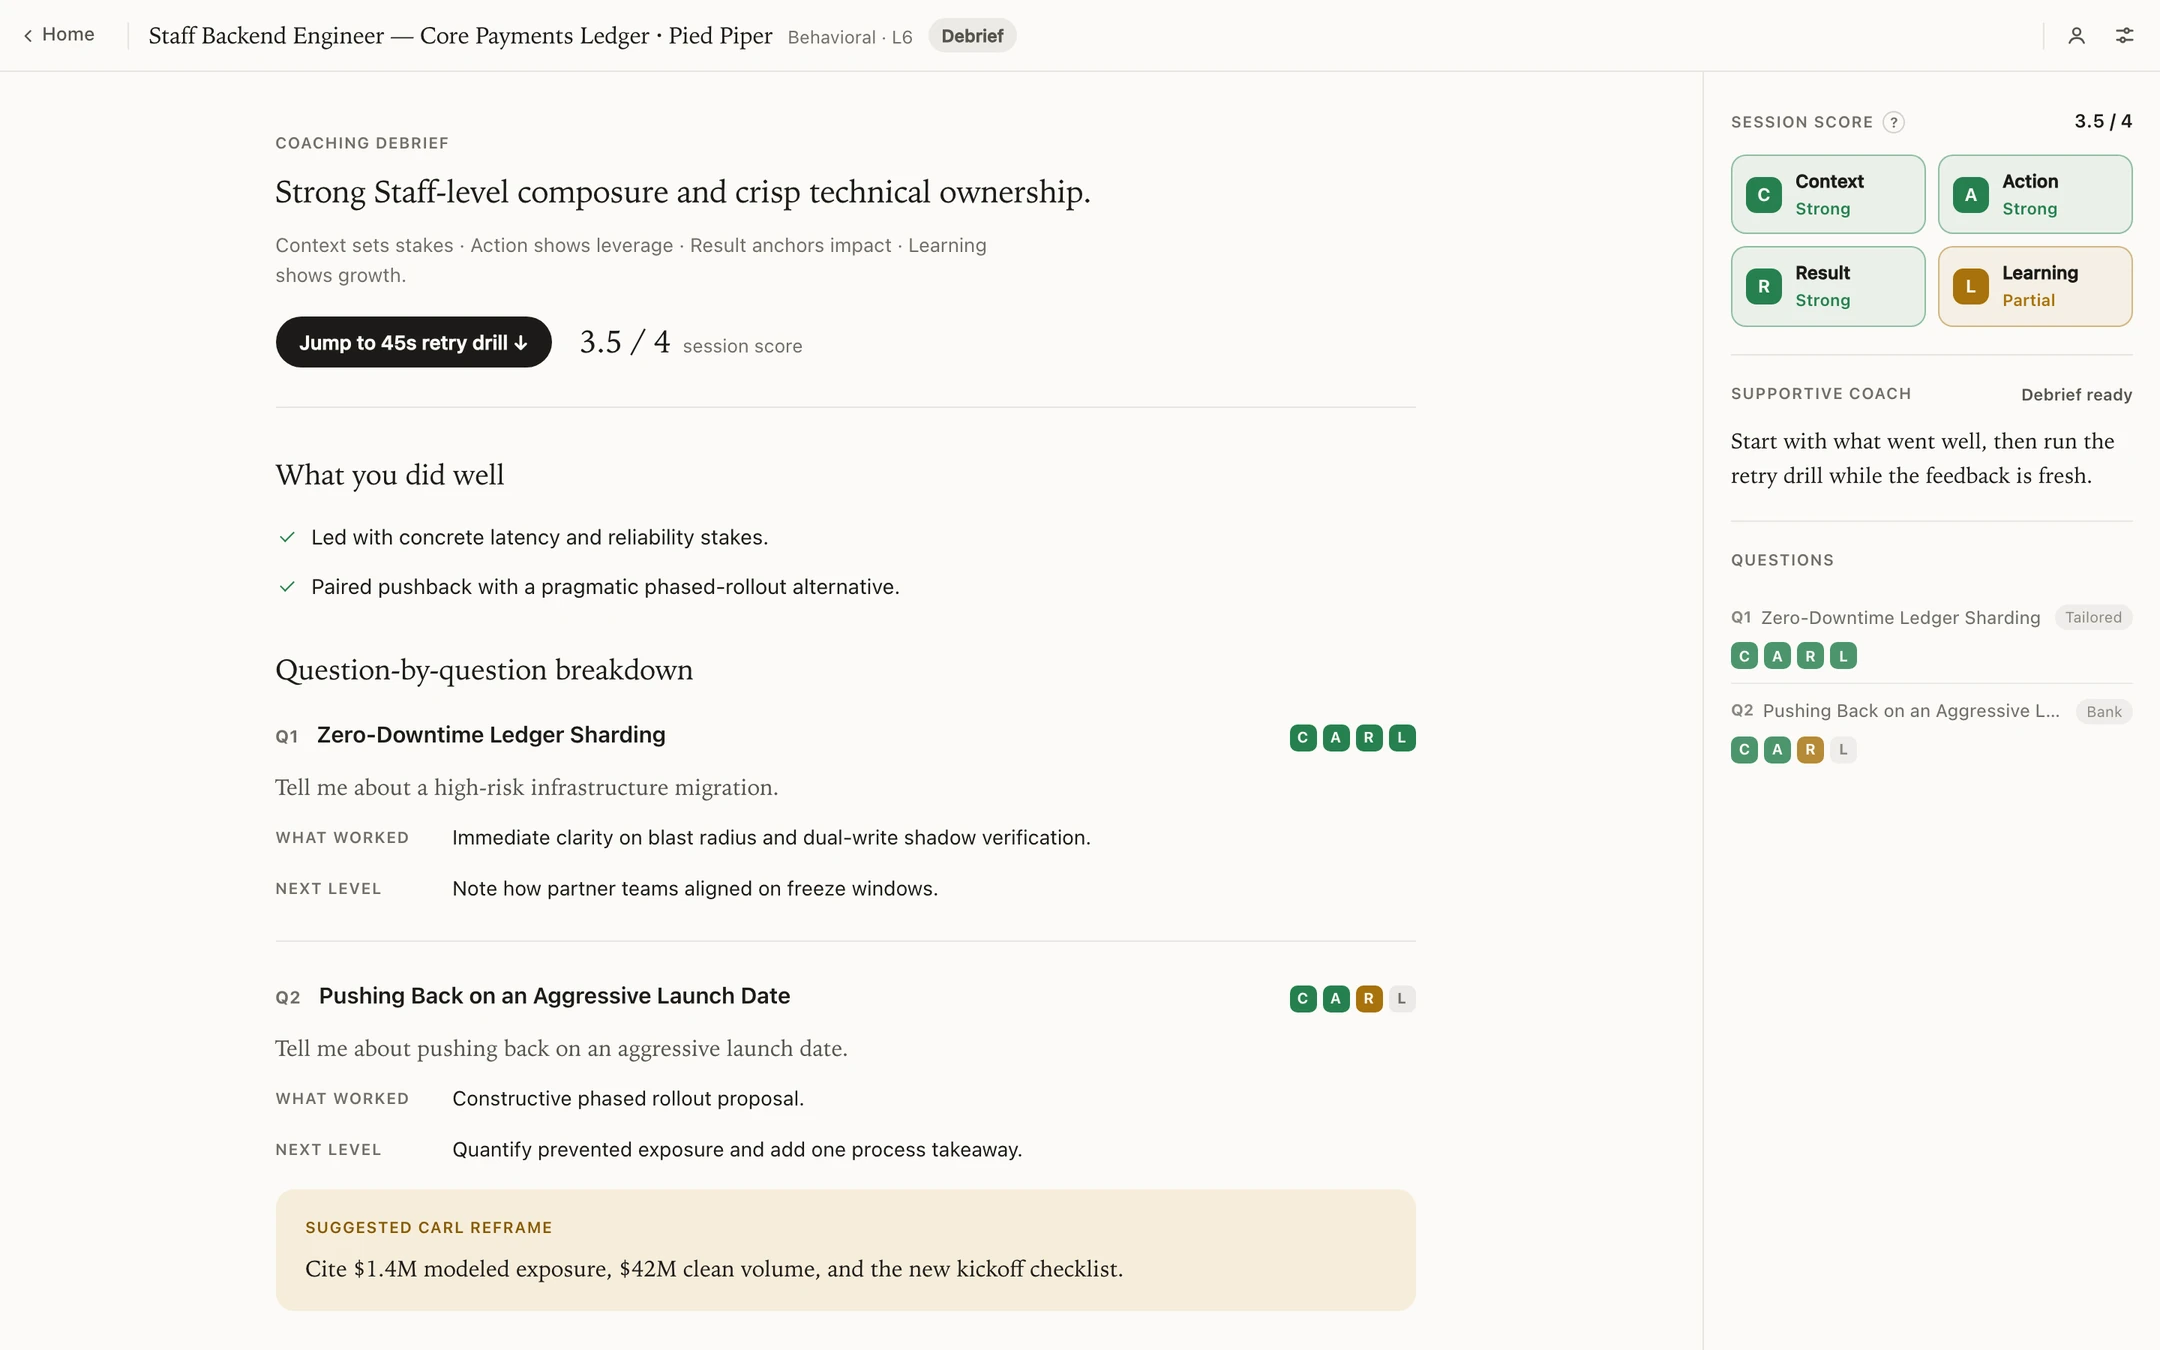 Home
Staff Backend Engineer — Core Payments Ledger · Pied Piper
Behavioral · L6
Debrief
COACHING DEBRIEF
Strong Staff-level composure and crisp technical ownership.
Context sets stakes · Action shows leverage · Result anchors impact · Learning
shows growth.
Jump to 45s retry drill ↓
3.5 / 4 session score
What you did well
Led with concrete latency and reliability stakes.
Paired pushback with a pragmatic phased-rollout alternative.
Question-by-question breakdown
Q1 Zero-Downtime Ledger Sharding
C A R L
Tell me about a high-risk infrastructure migration.
WHAT WORKED Immediate clarity on blast radius and dual-write shadow verification.
NEXT LEVEL Note how partner teams aligned on freeze windows.
Q2 Pushing Back on an Aggressive Launch Date
C A R L
Tell me about pushing back on an aggressive launch date.
WHAT WORKED Constructive phased rollout proposal.
NEXT LEVEL Quantify prevented exposure and add one process takeaway.
SUGGESTED CARL REFRAME
Cite $1.4M modeled exposure, $42M clean volume, and the new kickoff checklist.
SESSION SCORE ? 3.5 / 4
C Context
Strong
A Action
Strong
R Result
Strong
L Learning
Partial
SUPPORTIVE COACH Debrief ready
Start with what went well, then run the
retry drill while the feedback is fresh.
QUESTIONS
Q1 Zero-Downtime Ledger Sharding Tailored
C A R L
Q2 Pushing Back on an Aggressive L... Bank
C A R L